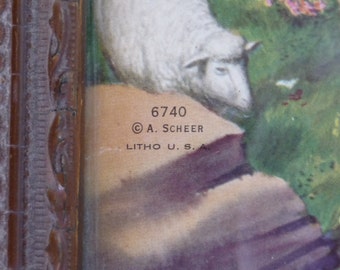 6740
© A. SCHEER
LITHO U. S. A.